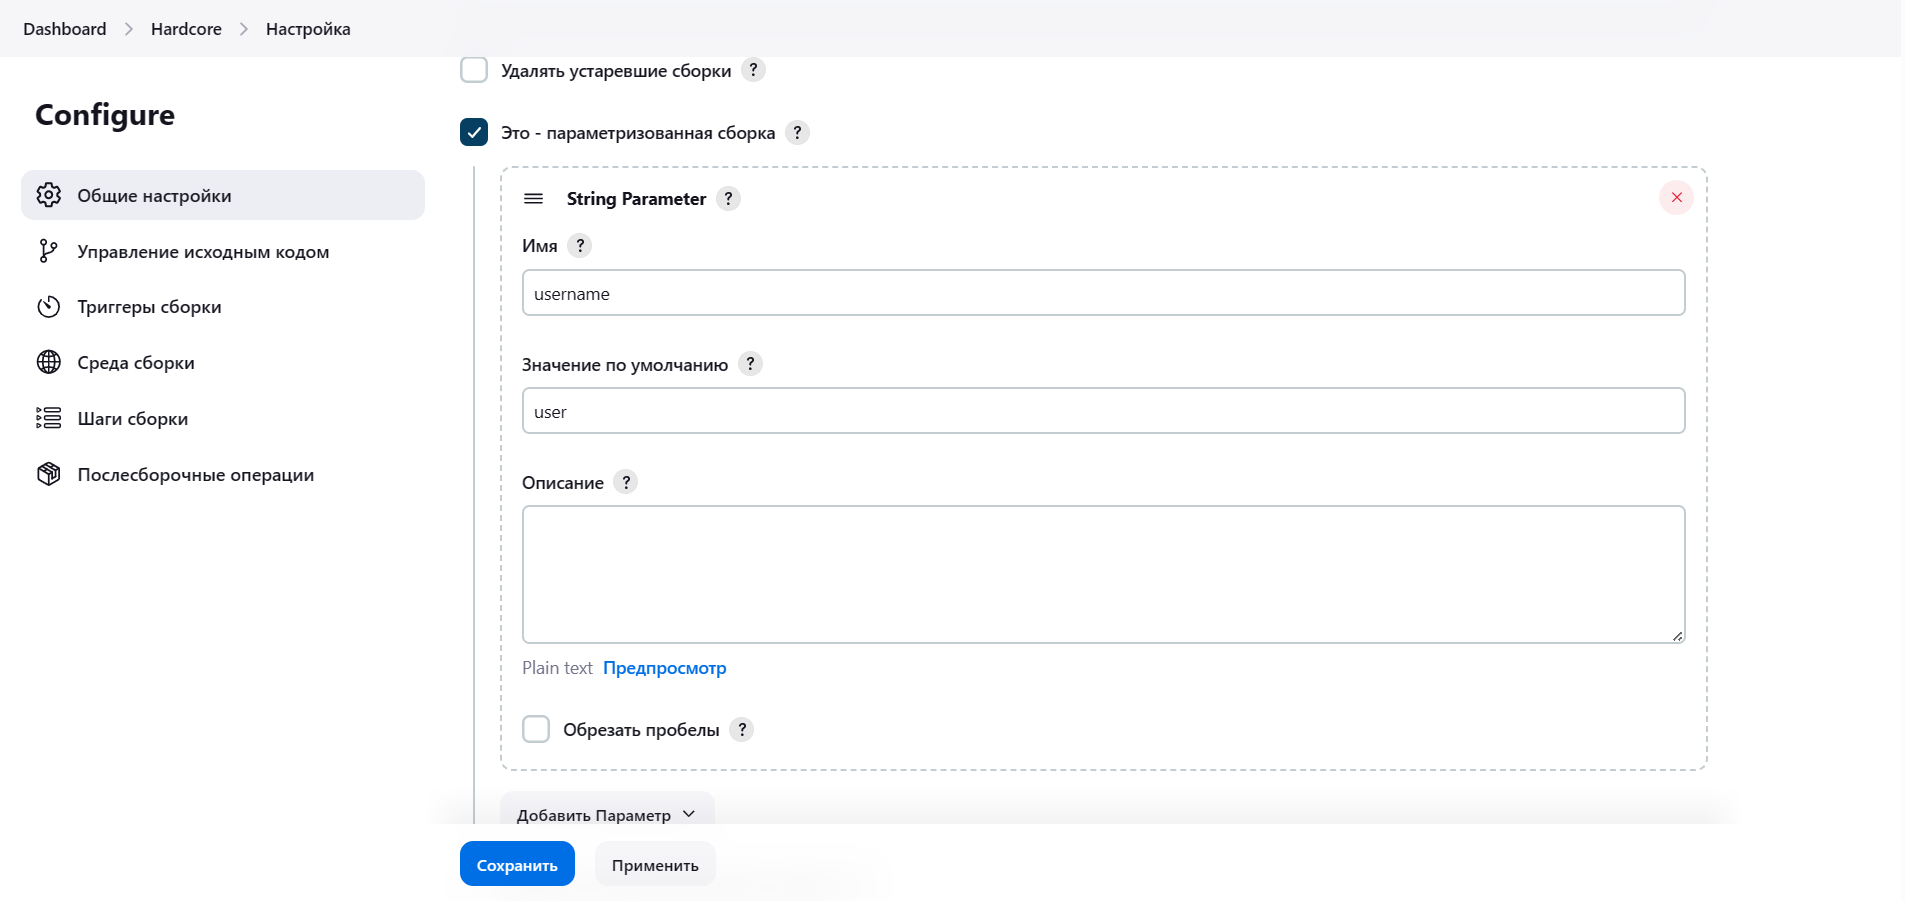 Dashboard > Hardcore > Настройка
Configure
Общие настройки
Управление исходным кодом
Триггеры сборки
Среда сборки
Шаги сборки
Послесборочные операции
Удалять устаревшие сборки ?
Это - параметризованная сборка ?
String Parameter ?
Имя ?
username
Значение по умолчанию ?
user
Описание ?
Plain text Предпросмотр
Обрезать пробелы ?
Добавить Параметр
Сохранить Применить